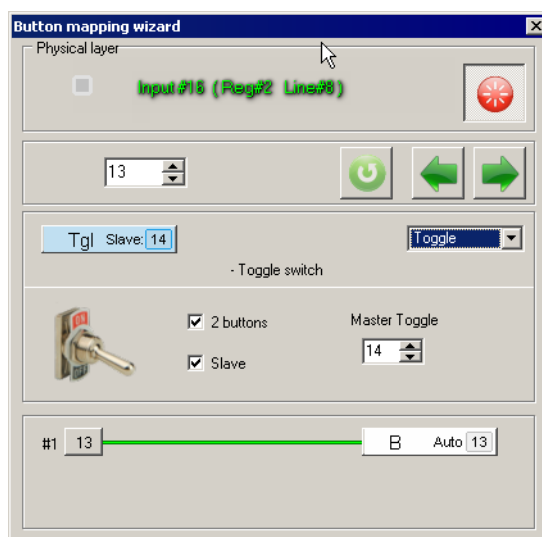 Button mapping wizard
Physical layer
Input#16 (Reg#2 Line#8)
13
Tgl Slave: 14
Toggle
- Toggle switch
2 buttons
Master Toggle
14
Slave
#1 13
B Auto 13